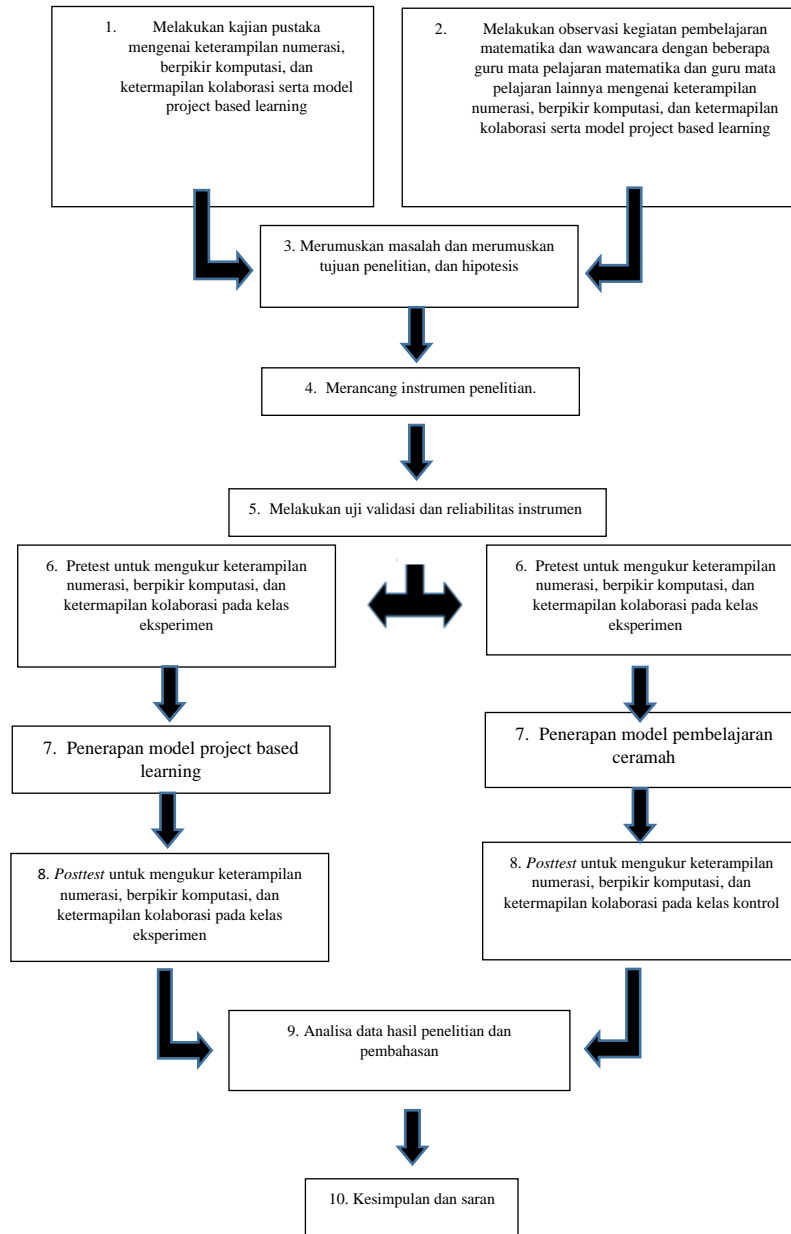 1. Melakukan kajian pustaka
mengenai keterampilan numerasi,
berpikir komputasi, dan
ketermapilan kolaborasi serta model
project based learning
2. Melakukan observasi kegiatan pembelajaran
matematika dan wawancara dengan beberapa
guru mata pelajaran matematika dan guru mata
pelajaran lainnya mengenai keterampilan
numerasi, berpikir komputasi, dan ketermapilan
kolaborasi serta model project based learning
3. Merumuskan masalah dan merumuskan
tujuan penelitian, dan hipotesis
4. Merancang instrumen penelitian.
5. Melakukan uji validasi dan reliabilitas instrumen
6. Pretest untuk mengukur keterampilan
numerasi, berpikir komputasi, dan
ketermapilan kolaborasi pada kelas
eksperimen
6. Pretest untuk mengukur keterampilan
numerasi, berpikir komputasi, dan
ketermapilan kolaborasi pada kelas
eksperimen
7. Penerapan model project based
learning
7. Penerapan model pembelajaran
ceramah
8. Posttest untuk mengukur keterampilan
numerasi, berpikir komputasi, dan
ketermapilan kolaborasi pada kelas
eksperimen
8. Posttest untuk mengukur keterampilan
numerasi, berpikir komputasi, dan
ketermapilan kolaborasi pada kelas kontrol
9. Analisa data hasil penelitian dan
pembahasan
10. Kesimpulan dan saran